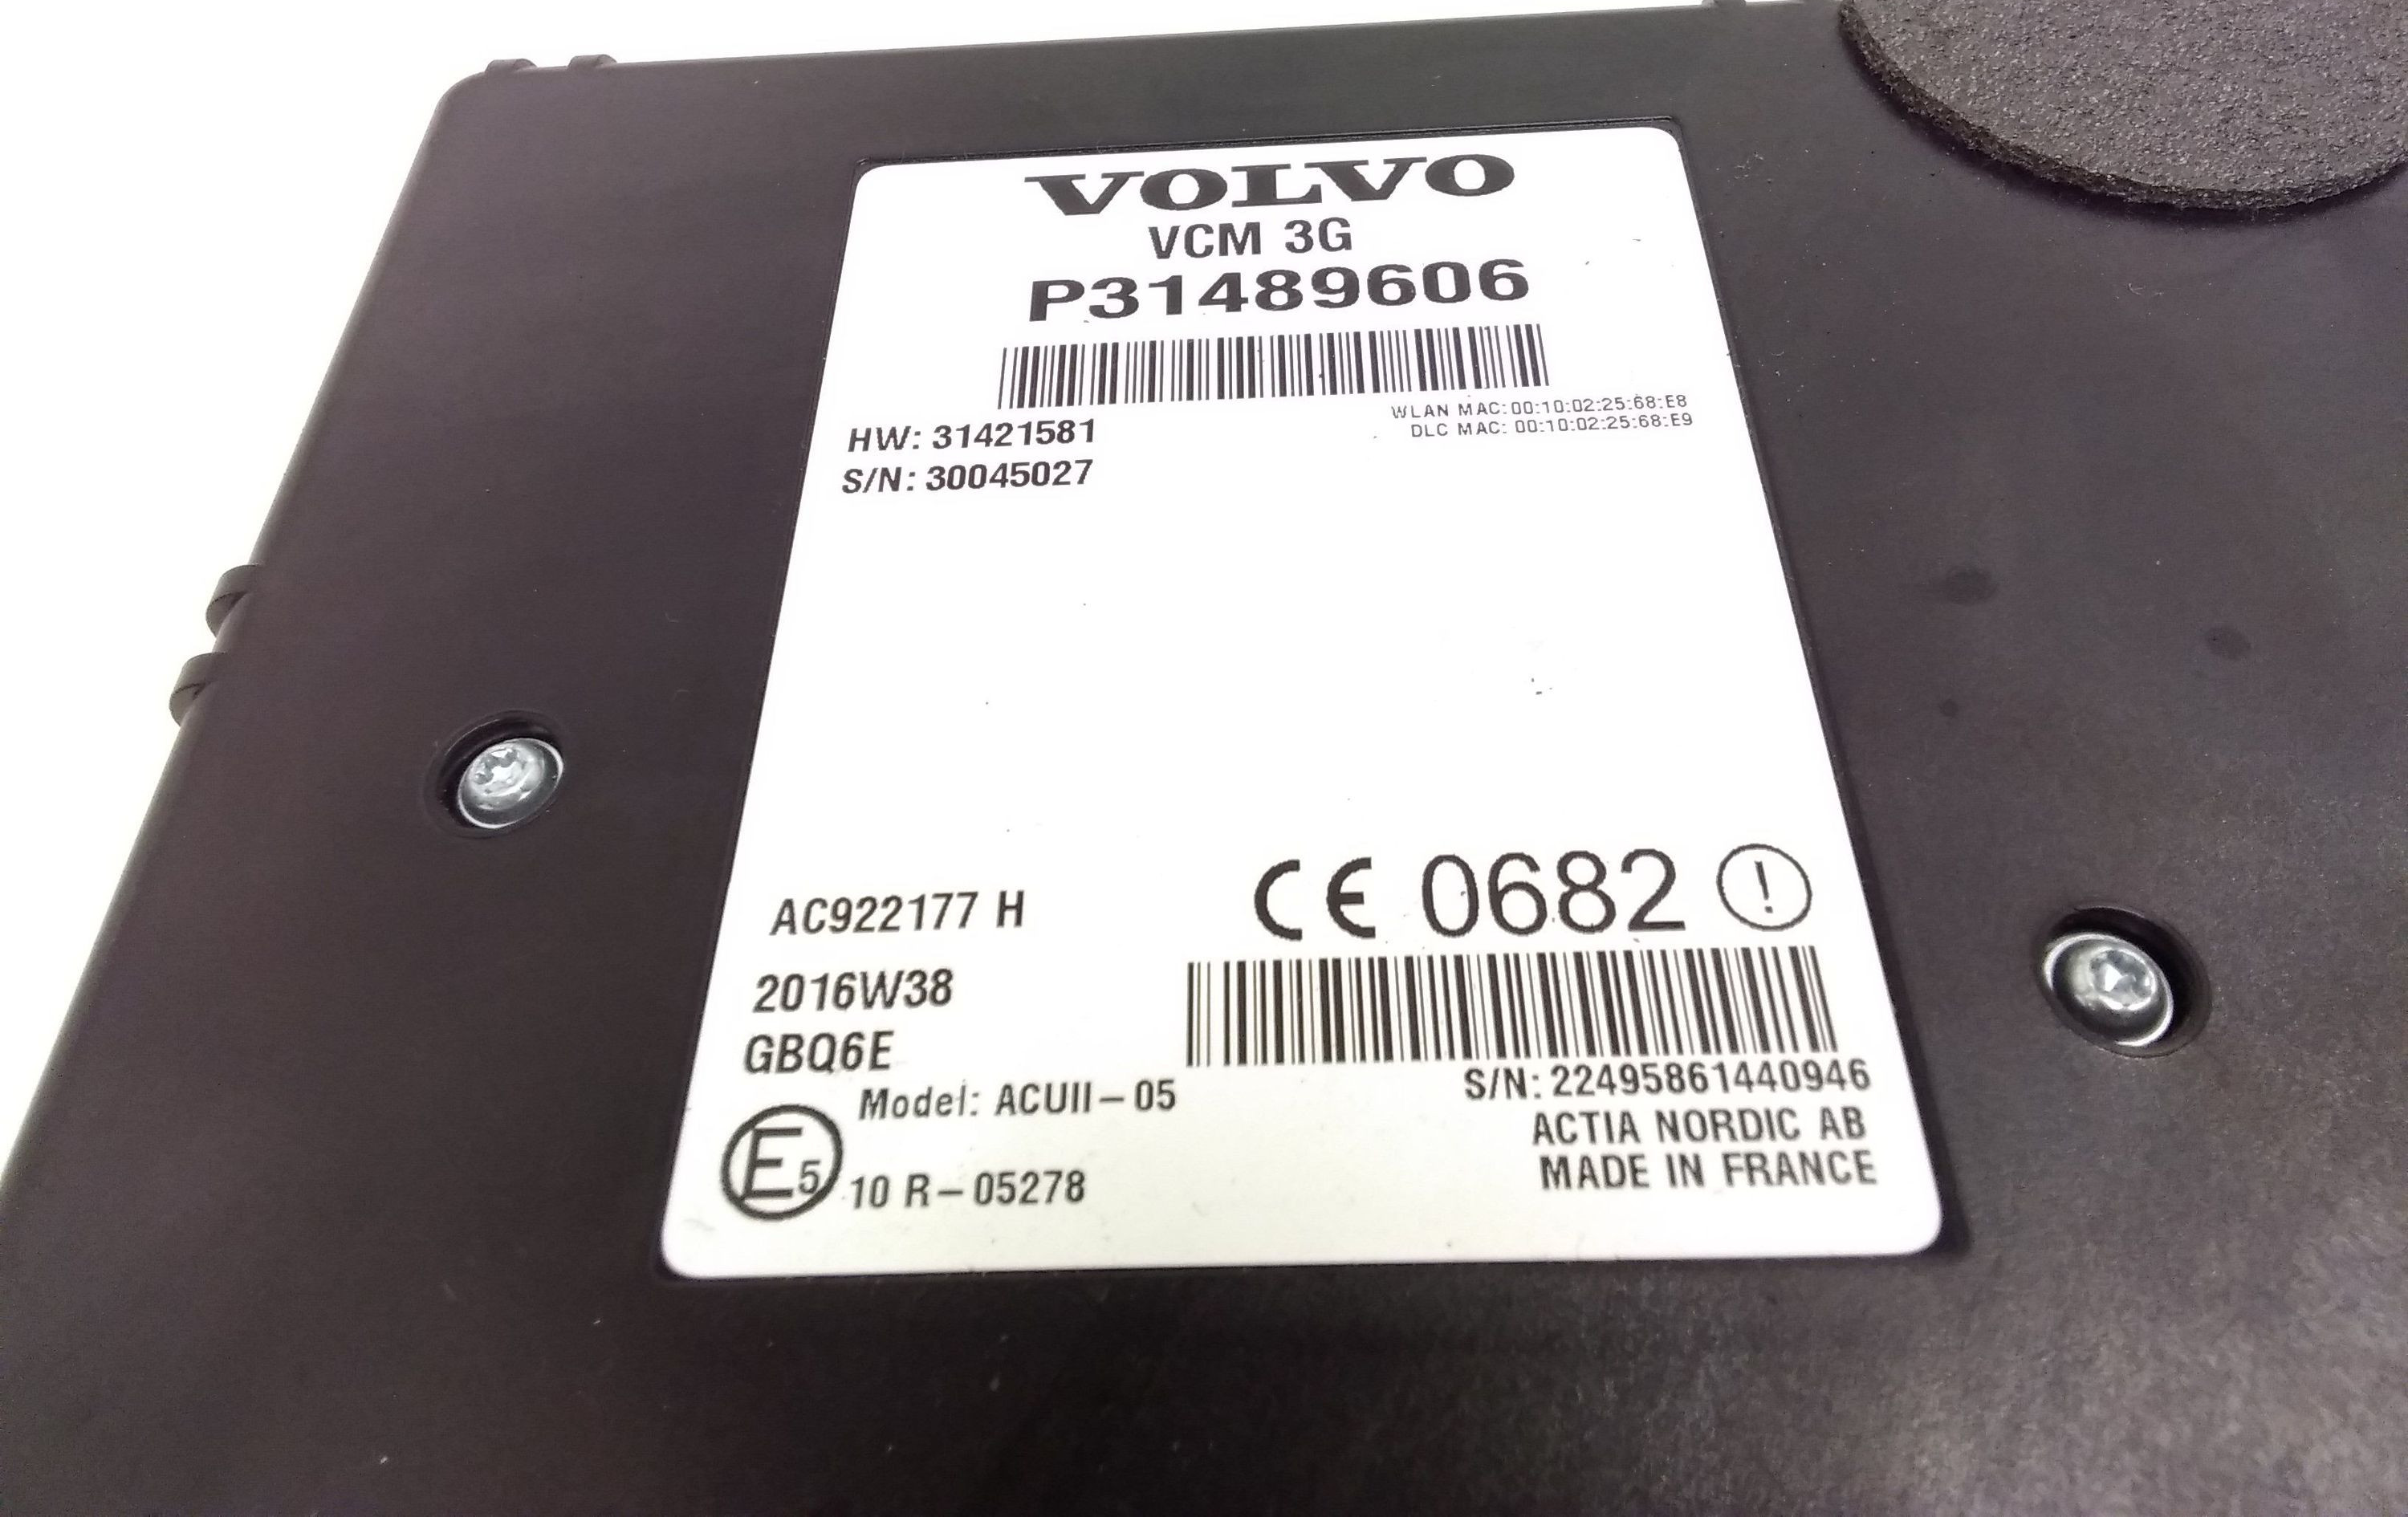 VOLVO
VCM 3G
P31489606
WLAN MAC: 00:10:02:25:68:E8
DLC MAC: 00:10:02:25:68:E9
HW: 31421581
S/N: 30045027
AC922177 H
CE 0682 !
2016W38
GBQ6E
Model: ACUII-05
S/N: 22495861440946
ACTIA NORDIC AB
MADE IN FRANCE
E5 10 R-05278